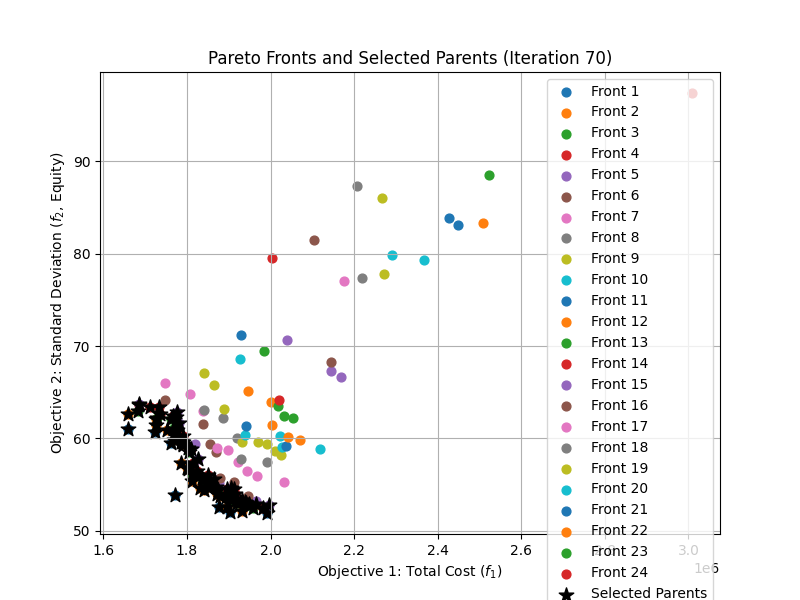 Pareto Fronts and Selected Parents (Iteration 70)
Objective 2: Standard Deviation (f2, Equity)
90
80
70
60
50
1.6
1.8
2.0
2.2
2.4
2.6
3.0
1e6
Objective 1: Total Cost (f1)
Front 1
Front 2
Front 3
Front 4
Front 5
Front 6
Front 7
Front 8
Front 9
Front 10
Front 11
Front 12
Front 13
Front 14
Front 15
Front 16
Front 17
Front 18
Front 19
Front 20
Front 21
Front 22
Front 23
Front 24
Selected Parents